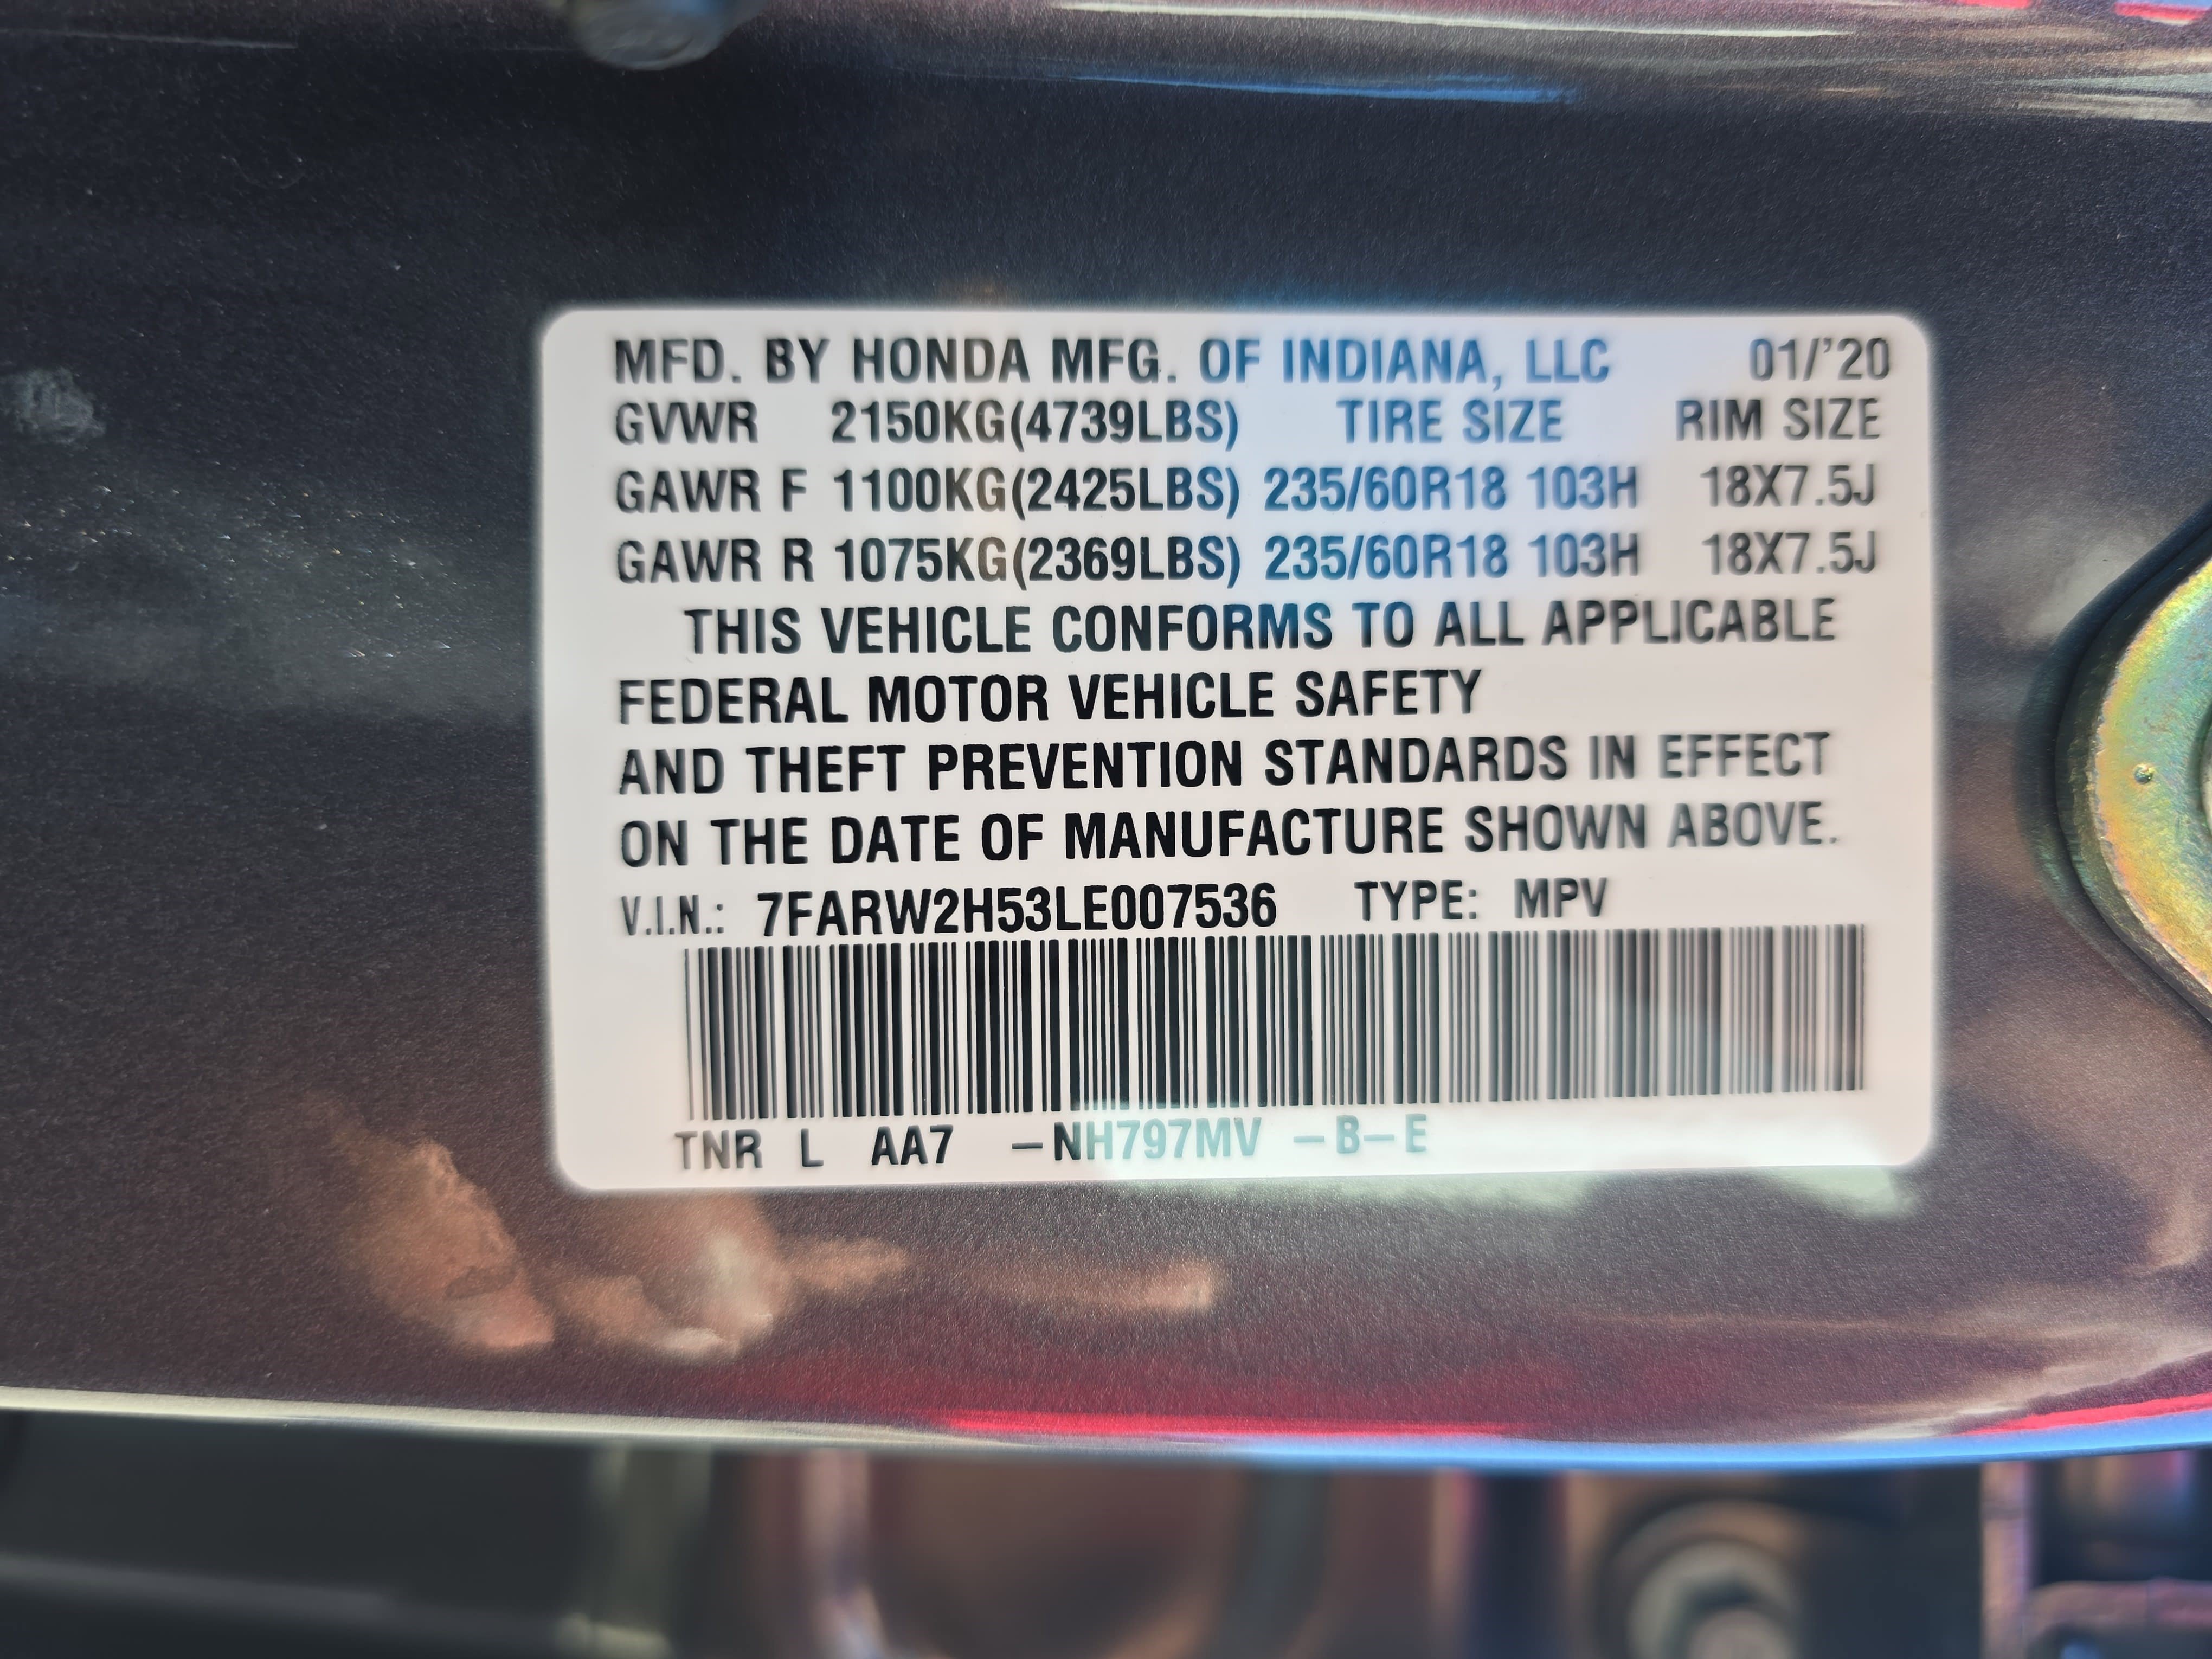 MFD. BY HONDA MFG. OF INDIANA, LLC 01/'20
GVWR 2150KG(4739LBS) TIRE SIZE RIM SIZE
GAWR F 1100KG(2425LBS) 235/60R18 103H 18X7.5J
GAWR R 1075KG(2369LBS) 235/60R18 103H 18X7.5J
THIS VEHICLE CONFORMS TO ALL APPLICABLE
FEDERAL MOTOR VEHICLE SAFETY
AND THEFT PREVENTION STANDARDS IN EFFECT
ON THE DATE OF MANUFACTURE SHOWN ABOVE.
V.I.N.: 7FARW2H53LE007536 TYPE: MPV
TNR L AA7 –NH797MV –B–E